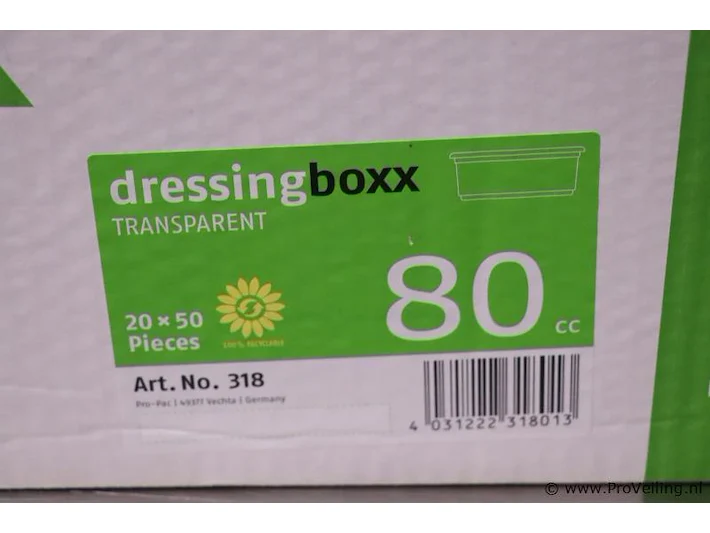 dressingboxx
TRANSPARENT
80 cc
20 × 50
Pieces
100% RECYCLABLE
Art. No. 318
Pro-Pac | 49377 Vechta | Germany
4 031222 318013
© www.ProVeiling.nl